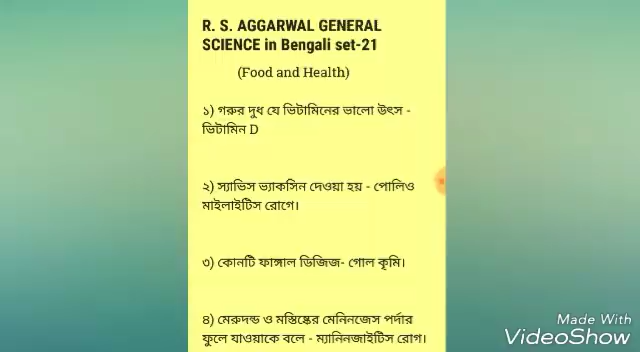 R. S. AGGARWAL GENERAL
SCIENCE in Bengali set-21
(Food and Health)
১) গরুর দুধ যে ভিটামিনের ভালো উৎস -
ভিটামিন D
২) স্যাভিস ভ্যাকসিন দেওয়া হয় - পোলিও
মাইলাইটিস রোগে।
৩) কোনটি ফাঙ্গাল ডিজিজ- গোল কৃমি।
৪) মেরুদন্ড ও মস্তিষ্কের মেনিনজেস পর্দার
ফুলে যাওয়াকে বলে - ম্যানিনজাইটিস রোগ।
Made With
VideoShow